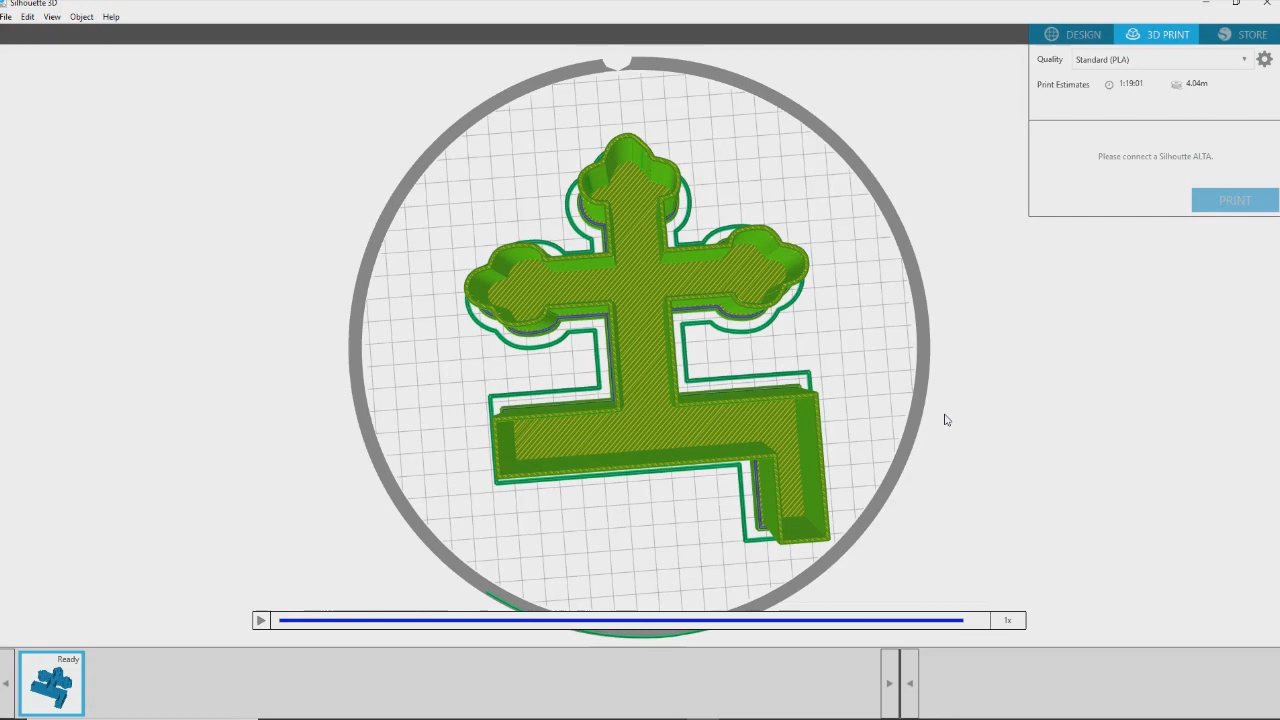 Silhouette 3D
File Edit View Object Help
DESIGN 3D PRINT STORE
Quality Standard (PLA)
Print Estimates 1:19:01 4.04m
Please connect a Silhoutte ALTA.
PRINT
1x
Ready